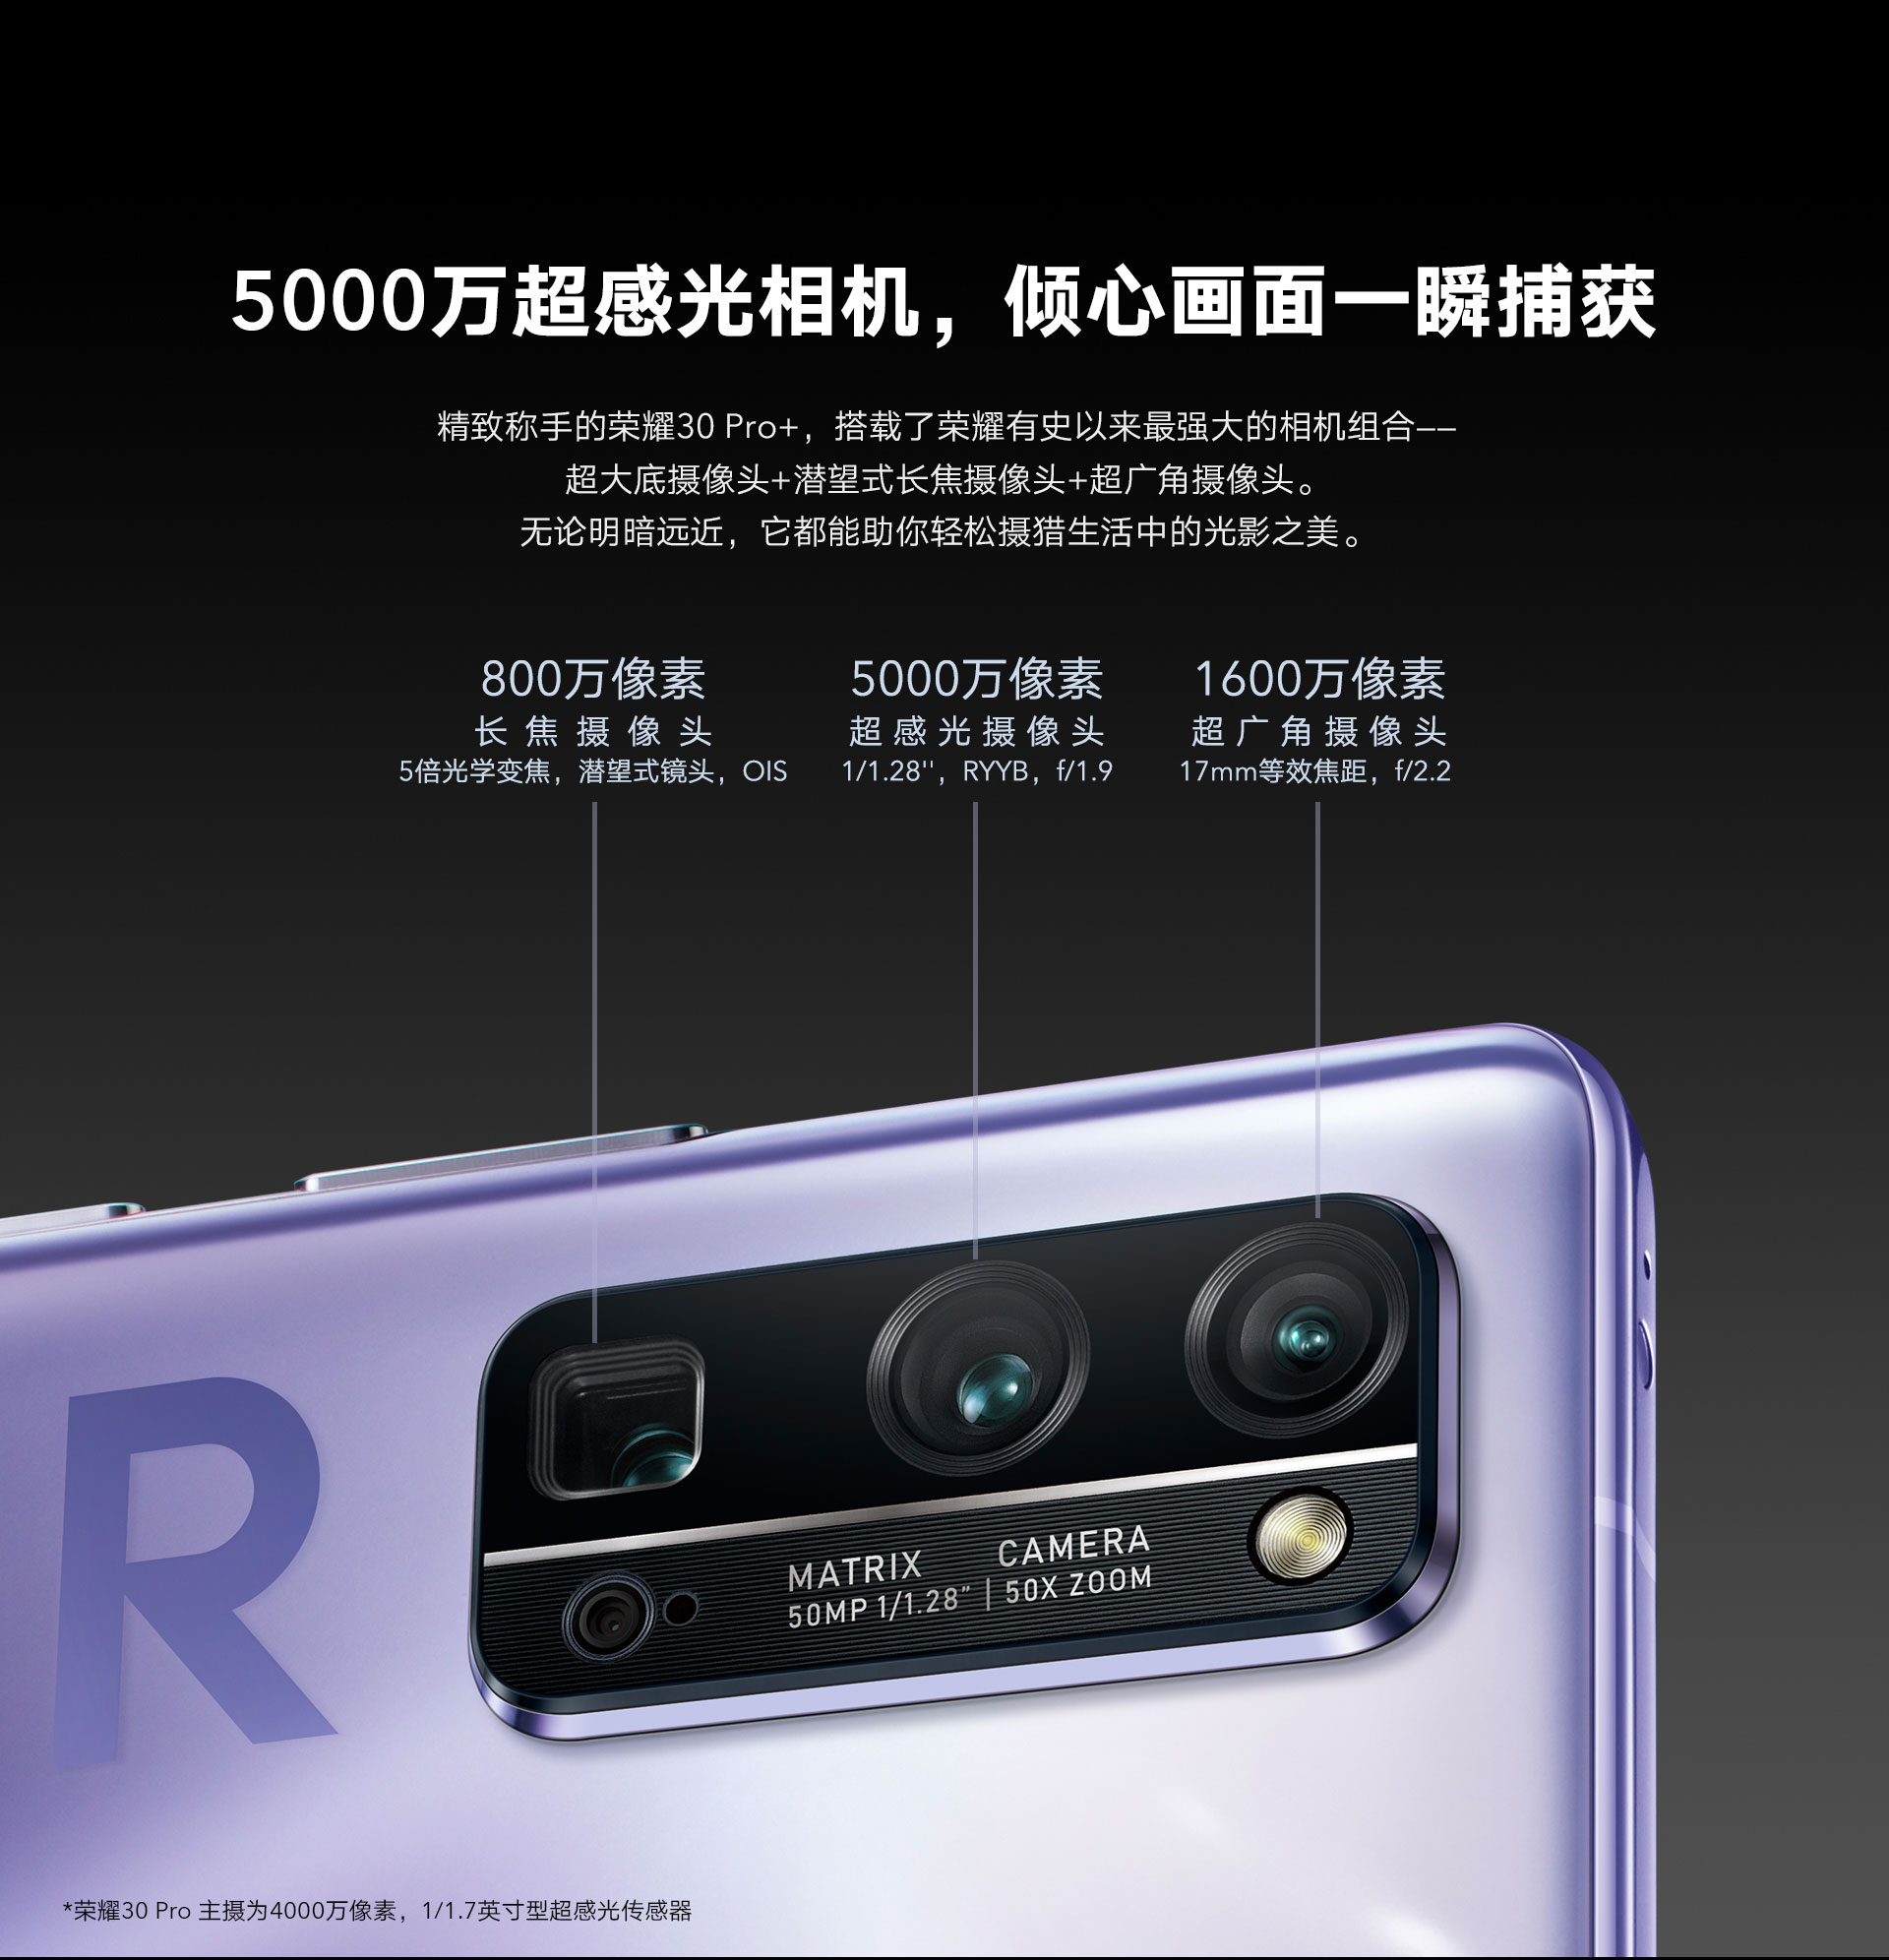 5000万超感光相机，倾心画面一瞬捕获
精致称手的荣耀30 Pro+，搭载了荣耀有史以来最强大的相机组合——
超大底摄像头+潜望式长焦摄像头+超广角摄像头。
无论明暗远近，它都能助你轻松摄猎生活中的光影之美。
800万像素
长焦摄像头
5倍光学变焦，潜望式镜头，OIS
5000万像素
超感光摄像头
1/1.28''，RYYB，f/1.9
1600万像素
超广角摄像头
17mm等效焦距，f/2.2
R
MATRIX CAMERA
50MP 1/1.28” | 50X ZOOM
*荣耀30 Pro 主摄为4000万像素，1/1.7英寸型超感光传感器